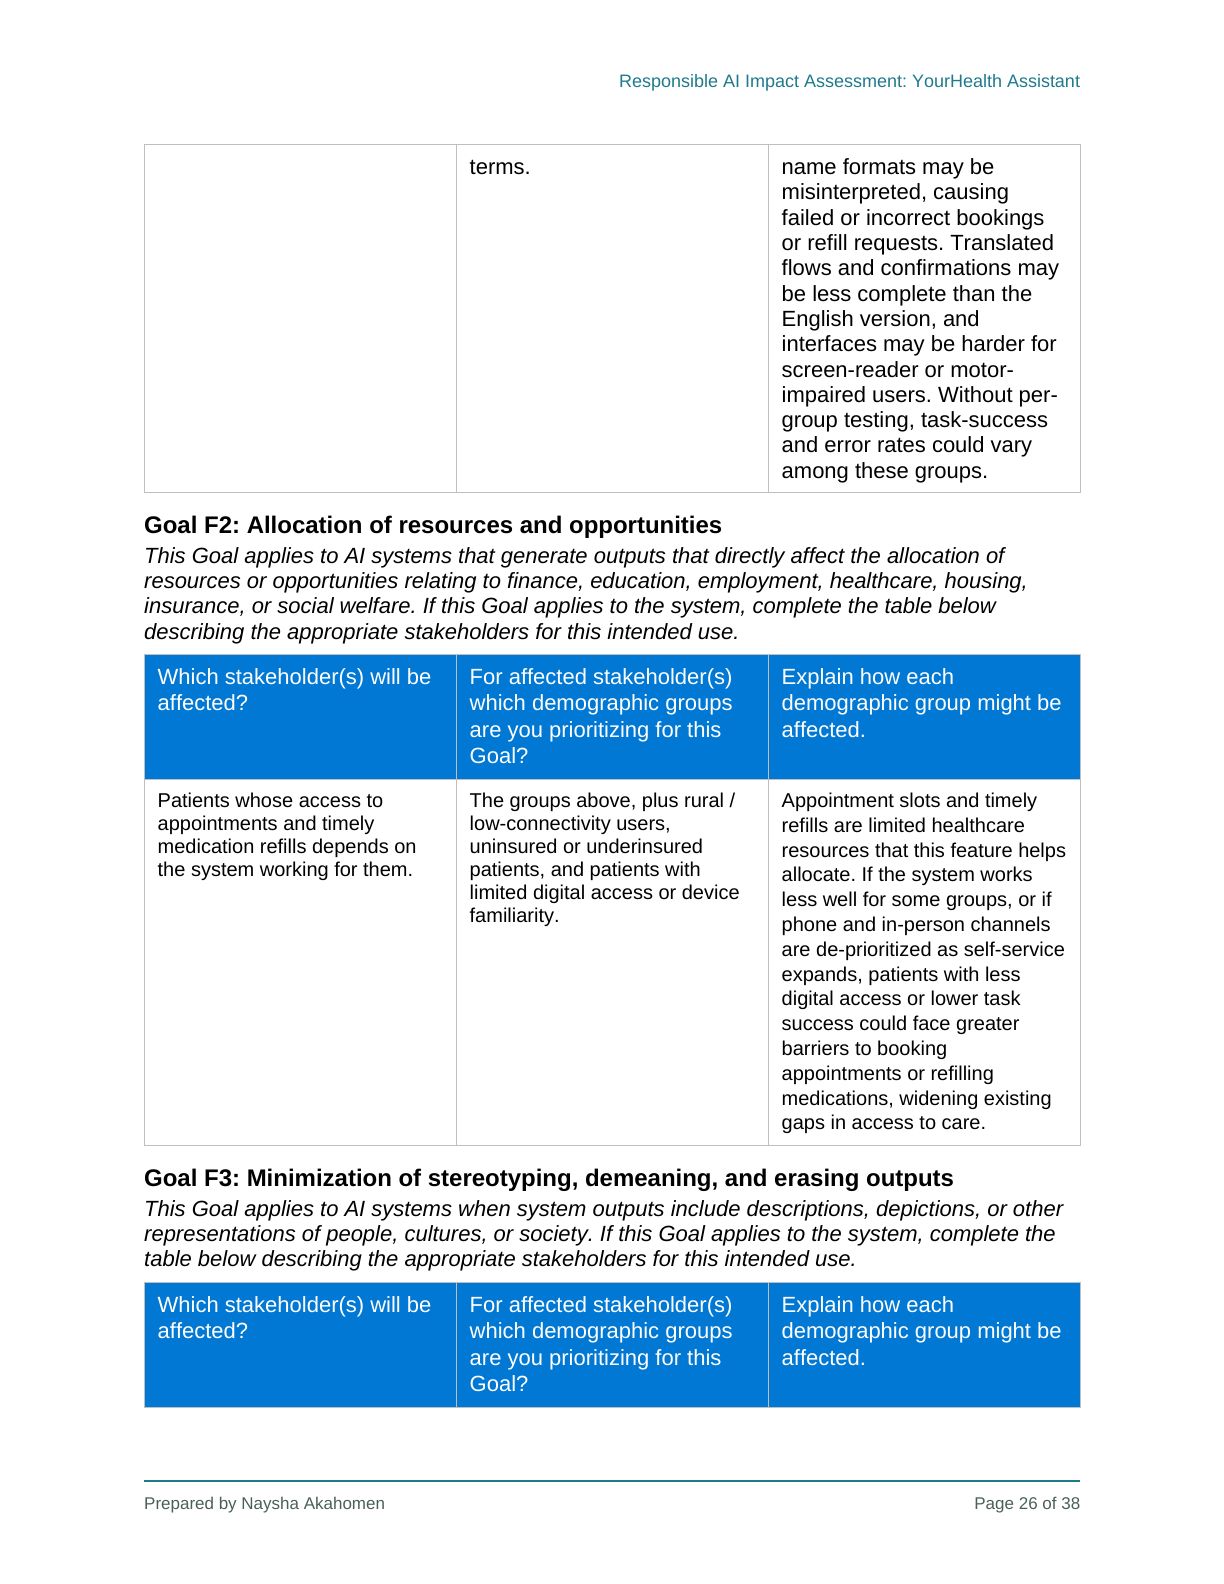 Responsible AI Impact Assessment: YourHealth Assistant
terms.
name formats may be
misinterpreted, causing
failed or incorrect bookings
or refill requests. Translated
flows and confirmations may
be less complete than the
English version, and
interfaces may be harder for
screen-reader or motor-
impaired users. Without per-
group testing, task-success
and error rates could vary
among these groups.
Goal F2: Allocation of resources and opportunities
This Goal applies to AI systems that generate outputs that directly affect the allocation of
resources or opportunities relating to finance, education, employment, healthcare, housing,
insurance, or social welfare. If this Goal applies to the system, complete the table below
describing the appropriate stakeholders for this intended use.
Which stakeholder(s) will be
affected?
For affected stakeholder(s)
which demographic groups
are you prioritizing for this
Goal?
Explain how each
demographic group might be
affected.
Patients whose access to
appointments and timely
medication refills depends on
the system working for them.
The groups above, plus rural /
low-connectivity users,
uninsured or underinsured
patients, and patients with
limited digital access or device
familiarity.
Appointment slots and timely
refills are limited healthcare
resources that this feature helps
allocate. If the system works
less well for some groups, or if
phone and in-person channels
are de-prioritized as self-service
expands, patients with less
digital access or lower task
success could face greater
barriers to booking
appointments or refilling
medications, widening existing
gaps in access to care.
Goal F3: Minimization of stereotyping, demeaning, and erasing outputs
This Goal applies to AI systems when system outputs include descriptions, depictions, or other
representations of people, cultures, or society. If this Goal applies to the system, complete the
table below describing the appropriate stakeholders for this intended use.
Which stakeholder(s) will be
affected?
For affected stakeholder(s)
which demographic groups
are you prioritizing for this
Goal?
Explain how each
demographic group might be
affected.
Prepared by Naysha Akahomen
Page 26 of 38